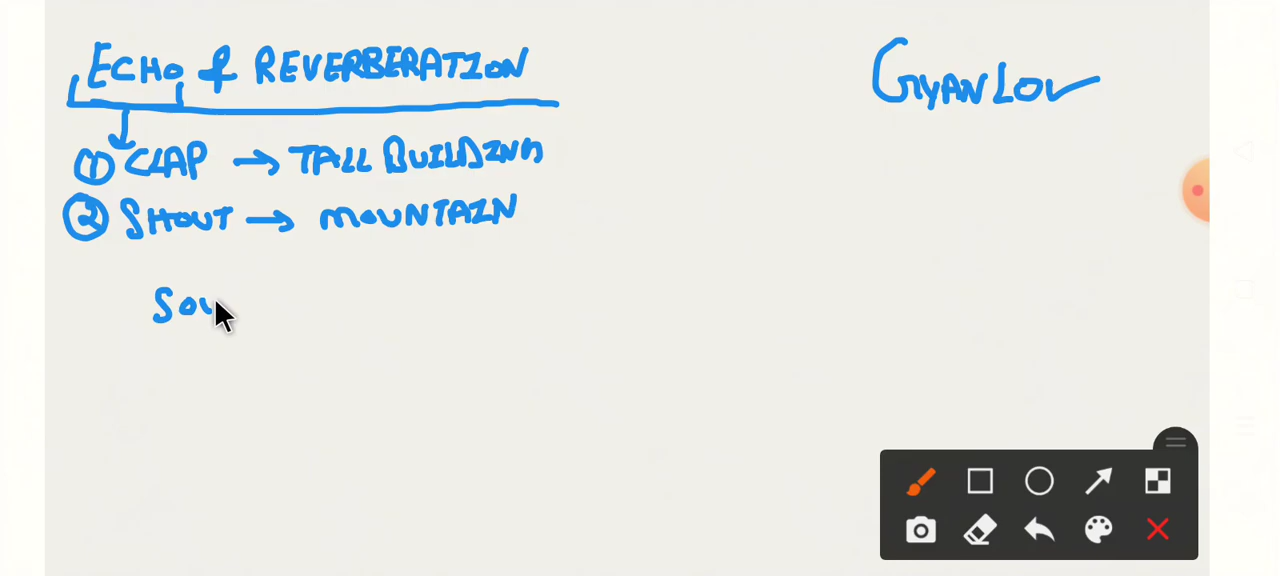 ECHO & REVERBERATION
GYANLOV
① CLAP → TALL BUILDING
② SHOUT → MOUNTAIN
SOU